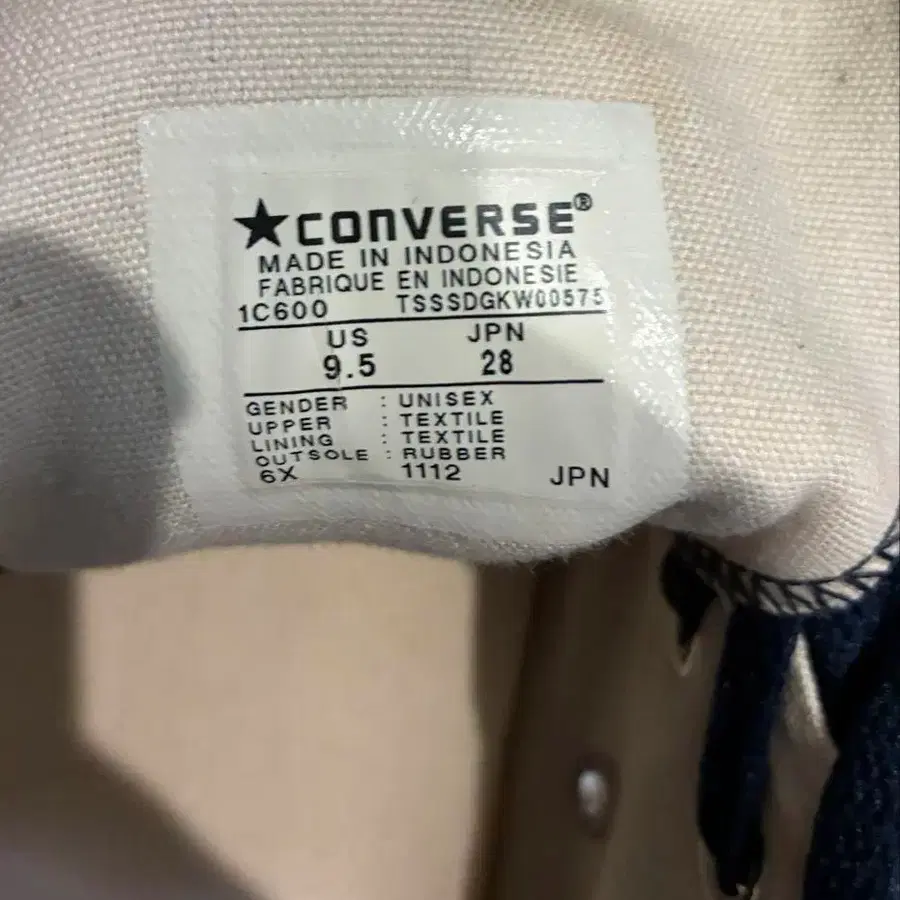 ★CONVERSE®
MADE IN INDONESIA
FABRIQUE EN INDONESIE
1C600 TSSSDGKW00575
US JPN
9.5 28
GENDER : UNISEX
UPPER : TEXTILE
LINING : TEXTILE
OUTSOLE : RUBBER
6X 1112 JPN